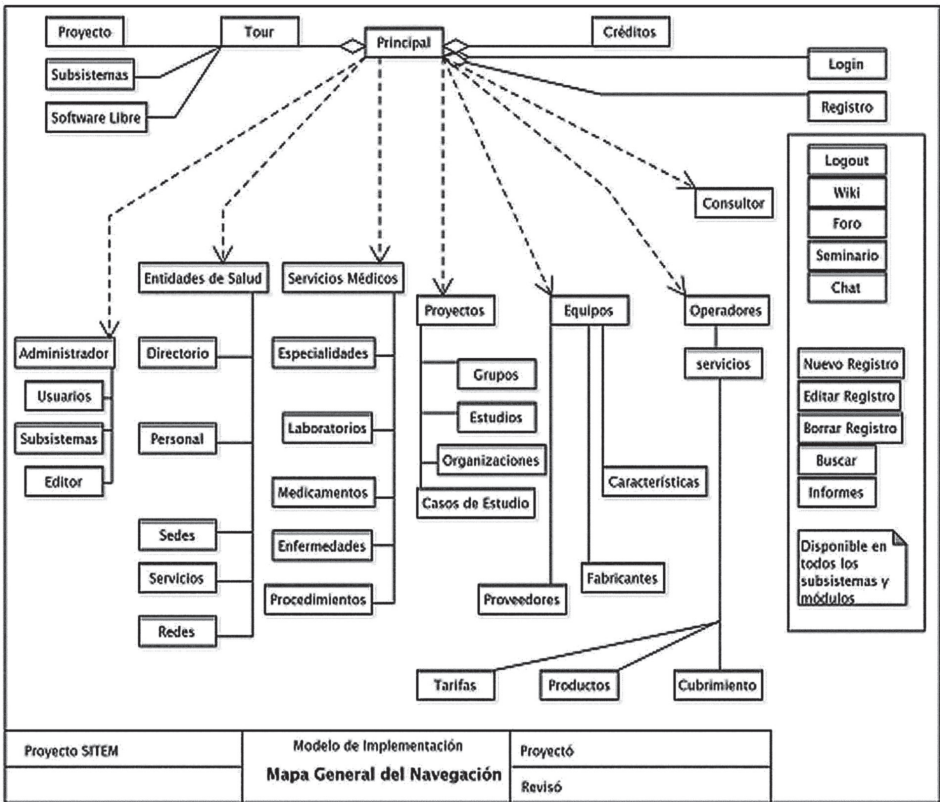 Proyecto
Tour
Principal
Créditos
Subsistemas
Login
Software Libre
Registro
Logout
Wiki
Consultor
Foro
Seminario
Chat
Entidades de Salud
Servicios Médicos
Proyectos
Equipos
Operadores
Administrador
Directorio
Especialidades
servicios
Nuevo Registro
Grupos
Usuarios
Editar Registro
Estudios
Laboratorios
Borrar Registro
Subsistemas
Personal
Organizaciones
Buscar
Editor
Características
Medicamentos
Informes
Casos de Estudio
Sedes
Enfermedades
Disponible en
todos los
subsistemas y
módulos
Servicios
Fabricantes
Procedimientos
Proveedores
Redes
Tarifas
Productos
Cubrimiento
Proyecto SITEM
Modelo de Implementación
Mapa General del Navegación
Proyectó
Revisó